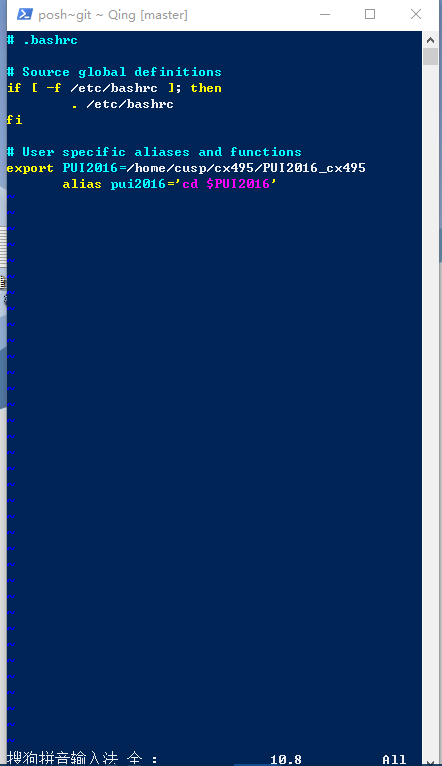 posh~git ~ Qing [master]
# .bashrc
# Source global definitions
if [ -f /etc/bashrc ]; then
        . /etc/bashrc
fi
# User specific aliases and functions
export PUI2016=/home/cusp/cx495/PUI2016_cx495
       alias pui2016='cd $PUI2016'
搜狗拼音输入法 全 : 10,8 All